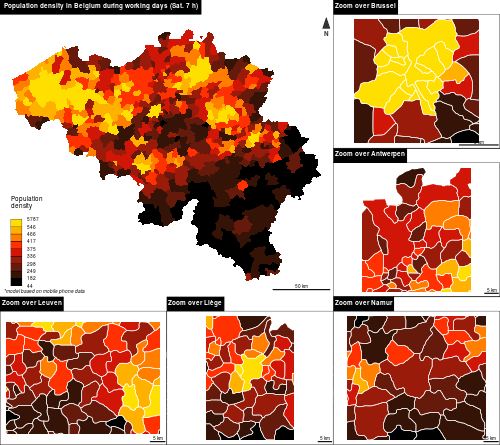 Population density in Belgium during working days (Sat. 7 h)
N
Population
density
5787
546
466
417
375
336
298
249
182
44
*model based on mobile phone data
50 km
Zoom over Brussel
Zoom over Antwerpen
5 km
Zoom over Leuven
5 km
Zoom over Liège
5 km
Zoom over Namur
5 km